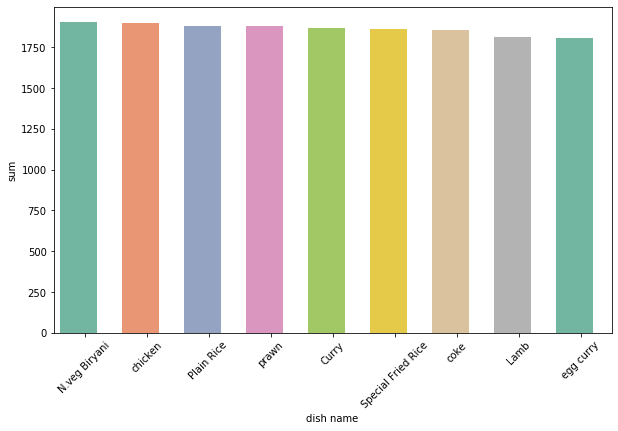 1750
1500
1250
1000
750
500
250
0
sum
N.veg Biryani
chicken
Plain Rice
prawn
Curry
Special Fried Rice
coke
Lamb
egg curry
dish name